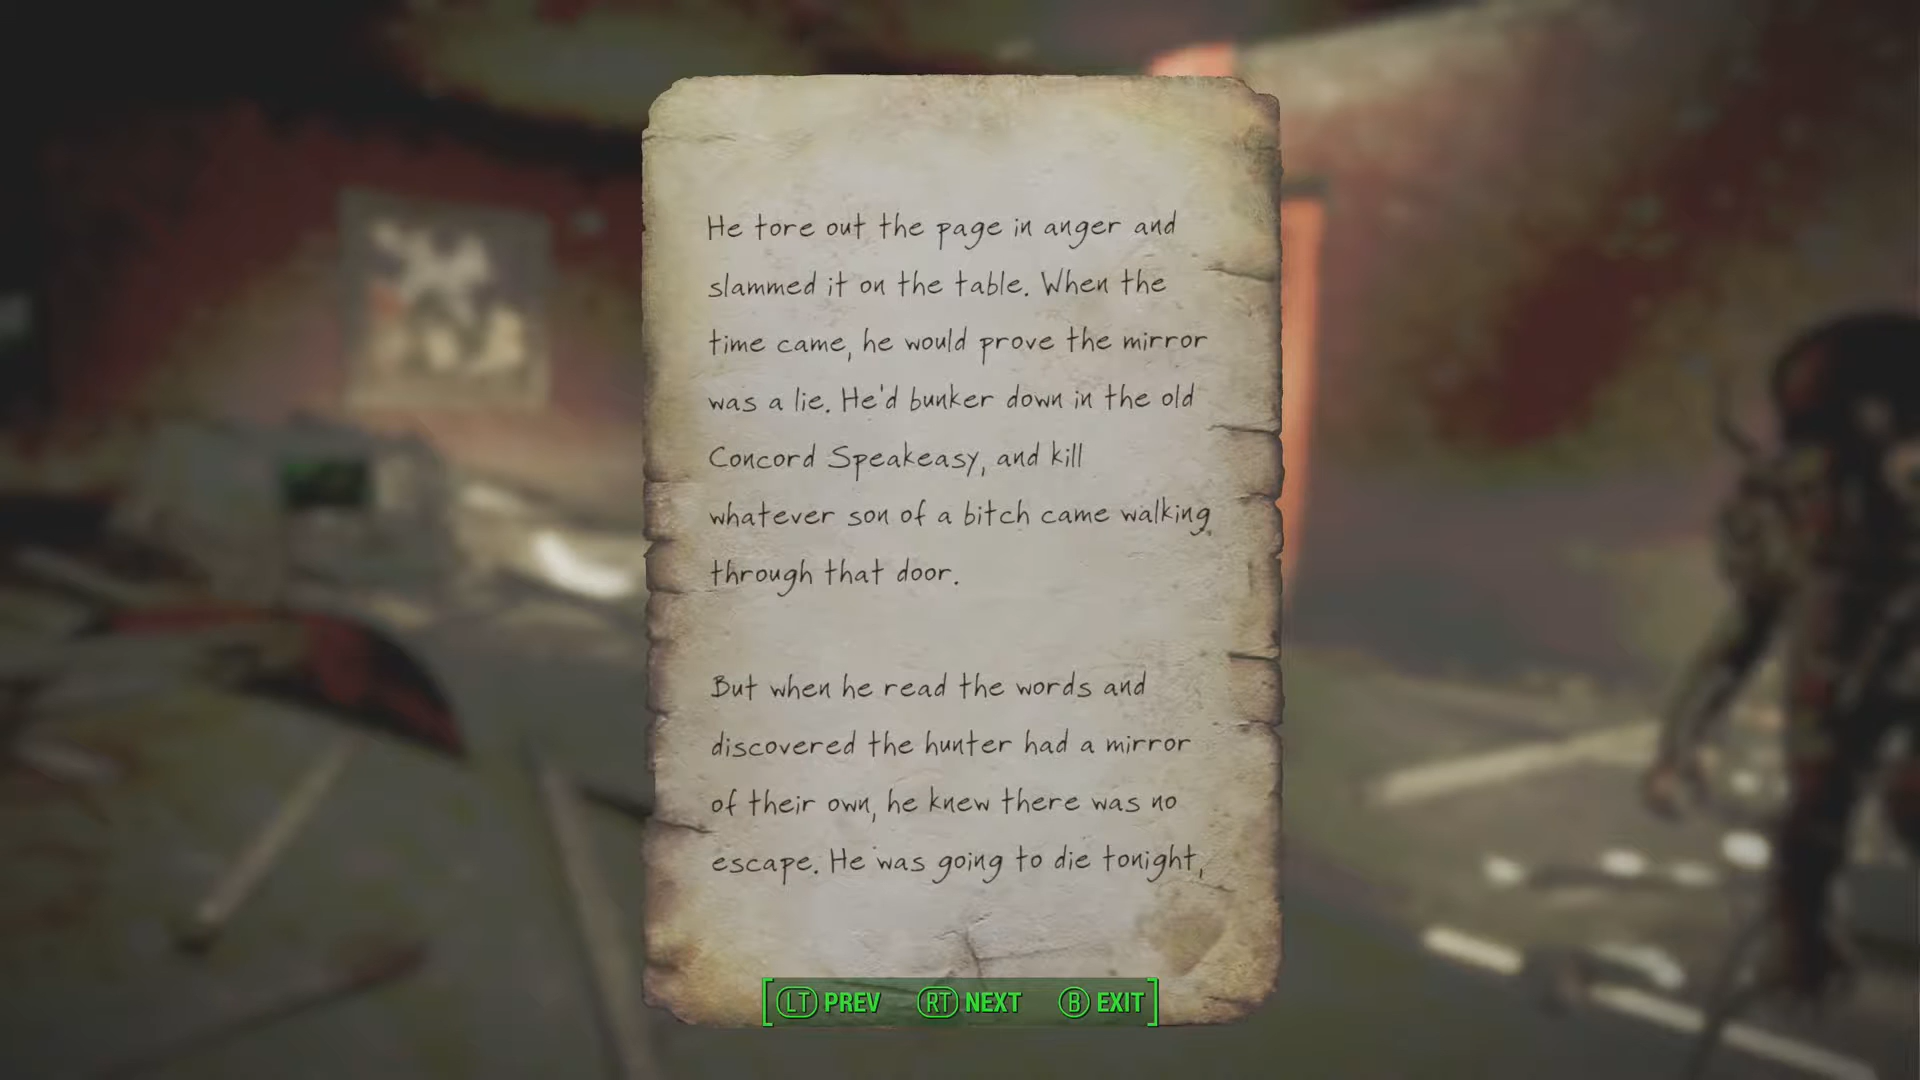 He tore out the page in anger and
slammed it on the table. When the
time came, he would prove the mirror
was a lie. He'd bunker down in the old
Concord Speakeasy, and kill
whatever son of a bitch came walking
through that door.
But when he read the words and
discovered the hunter had a mirror
of their own, he knew there was no
escape. He was going to die tonight,
LT PREV RT NEXT B EXIT